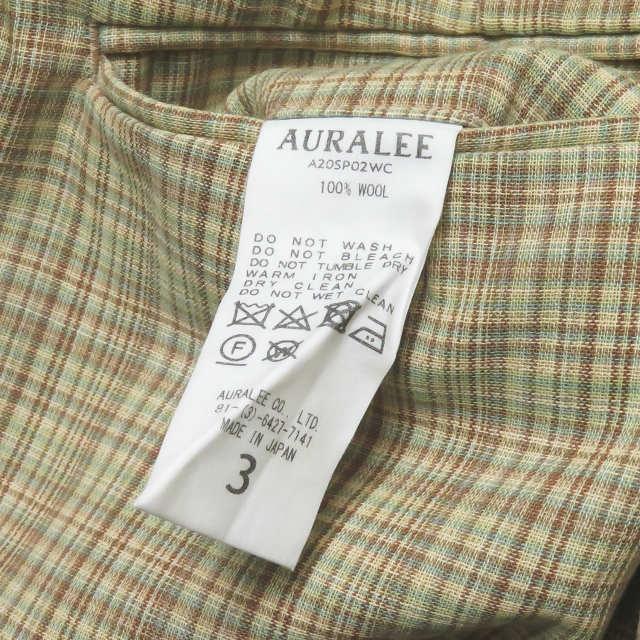 AURALEE
A20SP02WC
100% WOOL
DO NOT WASH
DO NOT BLEACH
DO NOT TUMBLE DRY
WARM IRON
DRY CLEAN
DO NOT WET CLEAN
F
W
AURALEE CO., LTD.
81-(3)-6427-7141
MADE IN JAPAN
3